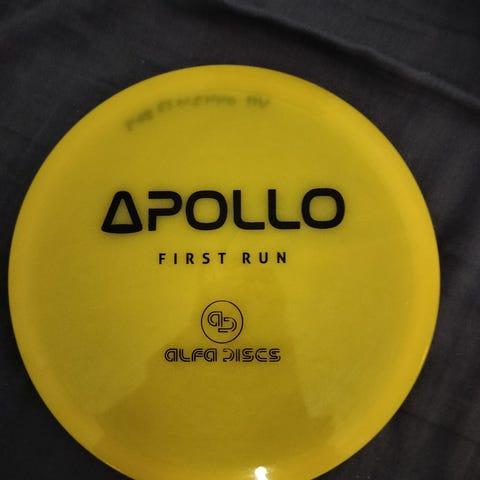 APOLLO
FIRST RUN
ALFA DISCS